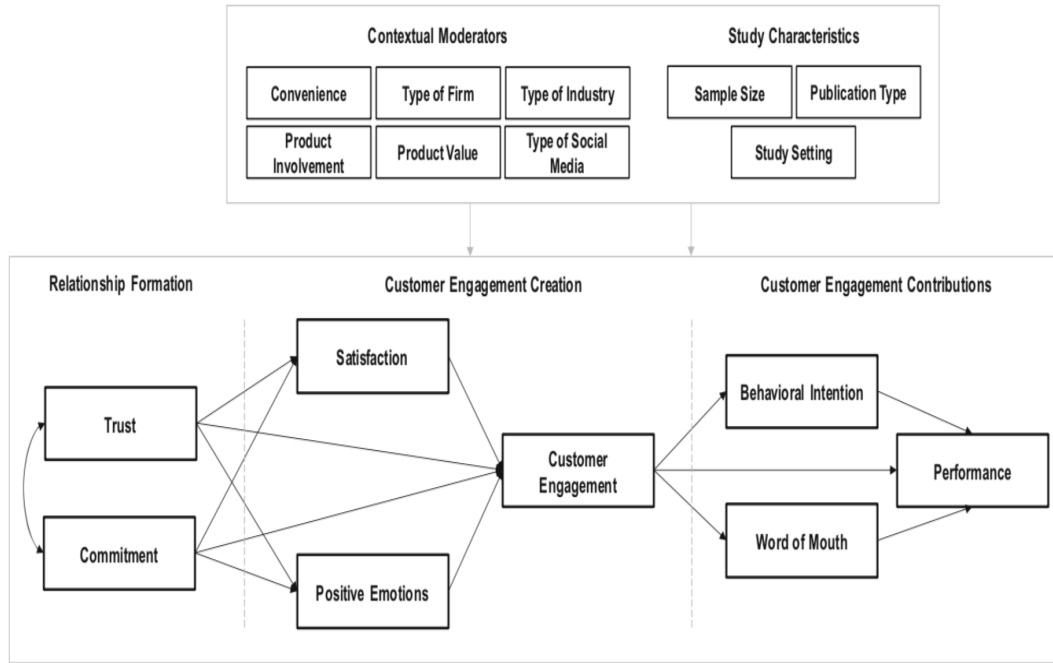 Contextual Moderators
Study Characteristics
Convenience
Type of Firm
Type of Industry
Sample Size
Publication Type
Product
Involvement
Product Value
Type of Social
Media
Study Setting
Relationship Formation
Customer Engagement Creation
Customer Engagement Contributions
Satisfaction
Behavioral Intention
Trust
Customer
Engagement
Performance
Commitment
Word of Mouth
Positive Emotions